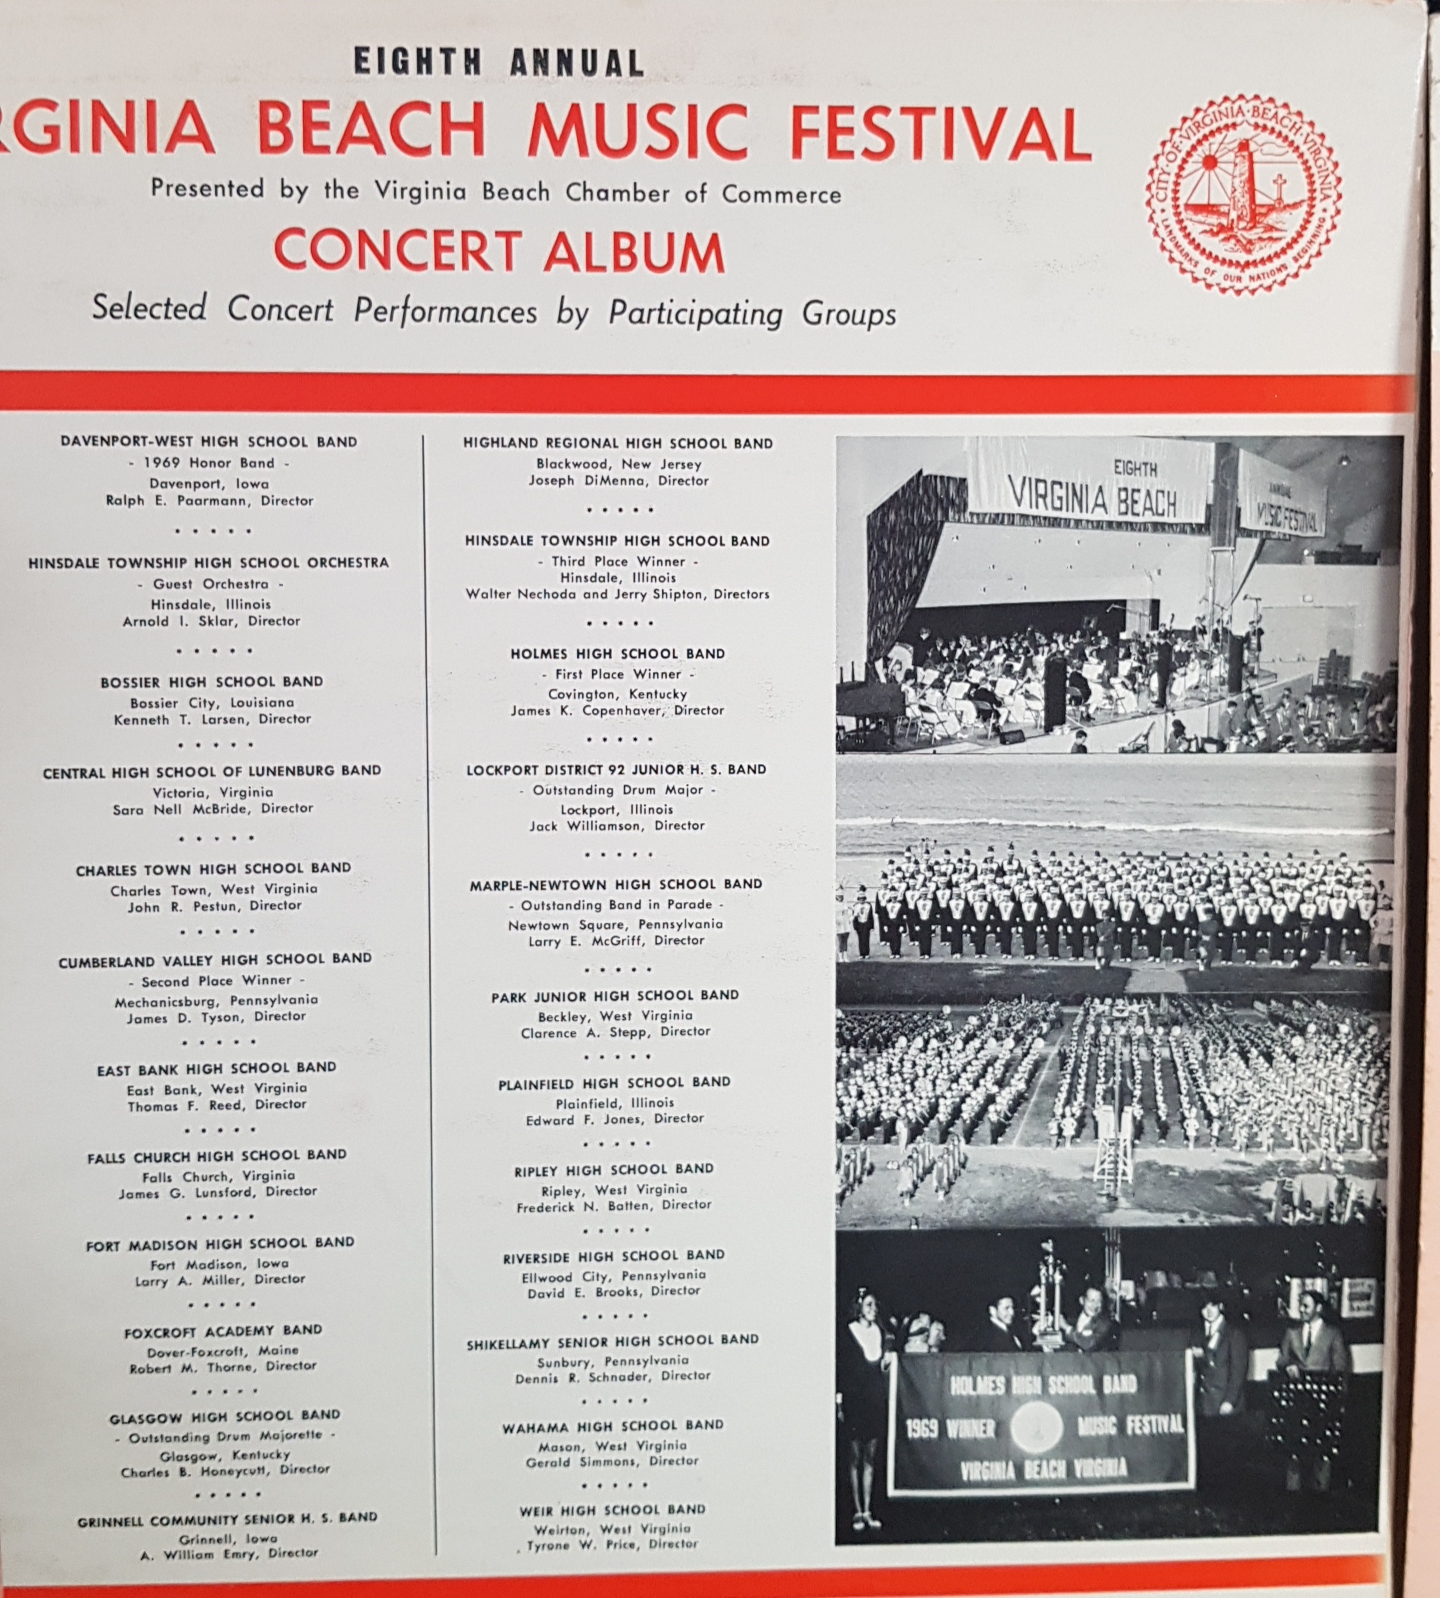 EIGHTH ANNUAL
RGINIA BEACH MUSIC FESTIVAL
Presented by the Virginia Beach Chamber of Commerce
CONCERT ALBUM
Selected Concert Performances by Participating Groups
CITY · OF · VIRGINIA · BEACH · VIRGINIA
· LANDMARKS OF OUR NATION'S BEGINNING ·
DAVENPORT-WEST HIGH SCHOOL BAND
- 1969 Honor Band -
Davenport, Iowa
Ralph E. Paarmann, Director
• • • • •
HINSDALE TOWNSHIP HIGH SCHOOL ORCHESTRA
- Guest Orchestra -
Hinsdale, Illinois
Arnold I. Sklar, Director
• • • • •
BOSSIER HIGH SCHOOL BAND
Bossier City, Louisiana
Kenneth T. Larsen, Director
• • • • •
CENTRAL HIGH SCHOOL OF LUNENBURG BAND
Victoria, Virginia
Sara Nell McBride, Director
• • • • •
CHARLES TOWN HIGH SCHOOL BAND
Charles Town, West Virginia
John R. Pestun, Director
• • • • •
CUMBERLAND VALLEY HIGH SCHOOL BAND
- Second Place Winner -
Mechanicsburg, Pennsylvania
James D. Tyson, Director
• • • • •
EAST BANK HIGH SCHOOL BAND
East Bank, West Virginia
Thomas F. Reed, Director
• • • • •
FALLS CHURCH HIGH SCHOOL BAND
Falls Church, Virginia
James G. Lunsford, Director
• • • • •
FORT MADISON HIGH SCHOOL BAND
Fort Madison, Iowa
Larry A. Miller, Director
• • • • •
FOXCROFT ACADEMY BAND
Dover-Foxcroft, Maine
Robert M. Thorne, Director
• • • • •
GLASGOW HIGH SCHOOL BAND
- Outstanding Drum Majorette -
Glasgow, Kentucky
Charles B. Honeycutt, Director
• • • • •
GRINNELL COMMUNITY SENIOR H. S. BAND
Grinnell, Iowa
A. William Emry, Director
HIGHLAND REGIONAL HIGH SCHOOL BAND
Blackwood, New Jersey
Joseph DiMenna, Director
• • • • •
HINSDALE TOWNSHIP HIGH SCHOOL BAND
- Third Place Winner -
Hinsdale, Illinois
Walter Nechoda and Jerry Shipton, Directors
• • • • •
HOLMES HIGH SCHOOL BAND
- First Place Winner -
Covington, Kentucky
James K. Copenhaver, Director
• • • • •
LOCKPORT DISTRICT 92 JUNIOR H. S. BAND
- Outstanding Drum Major -
Lockport, Illinois
Jack Williamson, Director
• • • • •
MARPLE-NEWTOWN HIGH SCHOOL BAND
- Outstanding Band in Parade -
Newtown Square, Pennsylvania
Larry E. McGriff, Director
• • • • •
PARK JUNIOR HIGH SCHOOL BAND
Beckley, West Virginia
Clarence A. Stepp, Director
• • • • •
PLAINFIELD HIGH SCHOOL BAND
Plainfield, Illinois
Edward F. Jones, Director
• • • • •
RIPLEY HIGH SCHOOL BAND
Ripley, West Virginia
Frederick N. Batten, Director
• • • • •
RIVERSIDE HIGH SCHOOL BAND
Ellwood City, Pennsylvania
David E. Brooks, Director
• • • • •
SHIKELLAMY SENIOR HIGH SCHOOL BAND
Sunbury, Pennsylvania
Dennis R. Schnader, Director
• • • • •
WAHAMA HIGH SCHOOL BAND
Mason, West Virginia
Gerald Simmons, Director
• • • • •
WEIR HIGH SCHOOL BAND
Weirton, West Virginia
Tyrone W. Price, Director
EIGHTH
VIRGINIA BEACH
MUSIC FESTIVAL
HOLMES HIGH SCHOOL BAND
1969 WINNER MUSIC FESTIVAL
VIRGINIA BEACH VIRGINIA